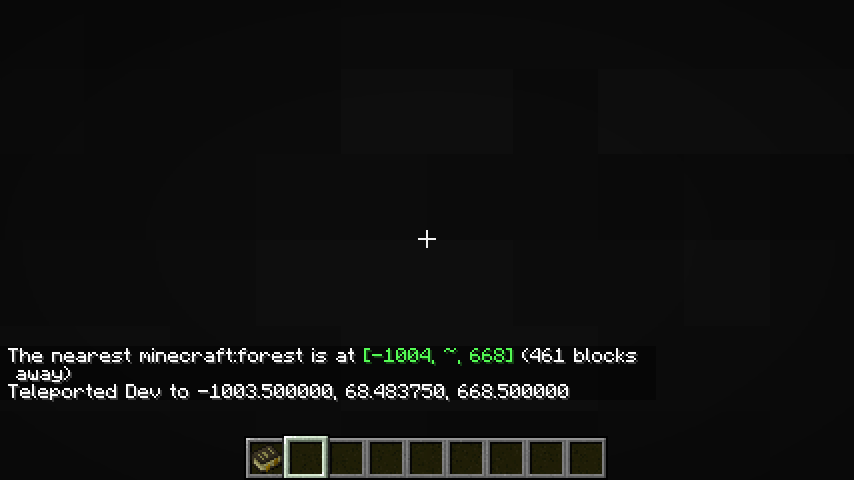 The nearest minecraft:forest is at [-1004, ~, 668] (461 blocks
away)
Teleported Dev to -1003.500000, 68.483750, 668.500000